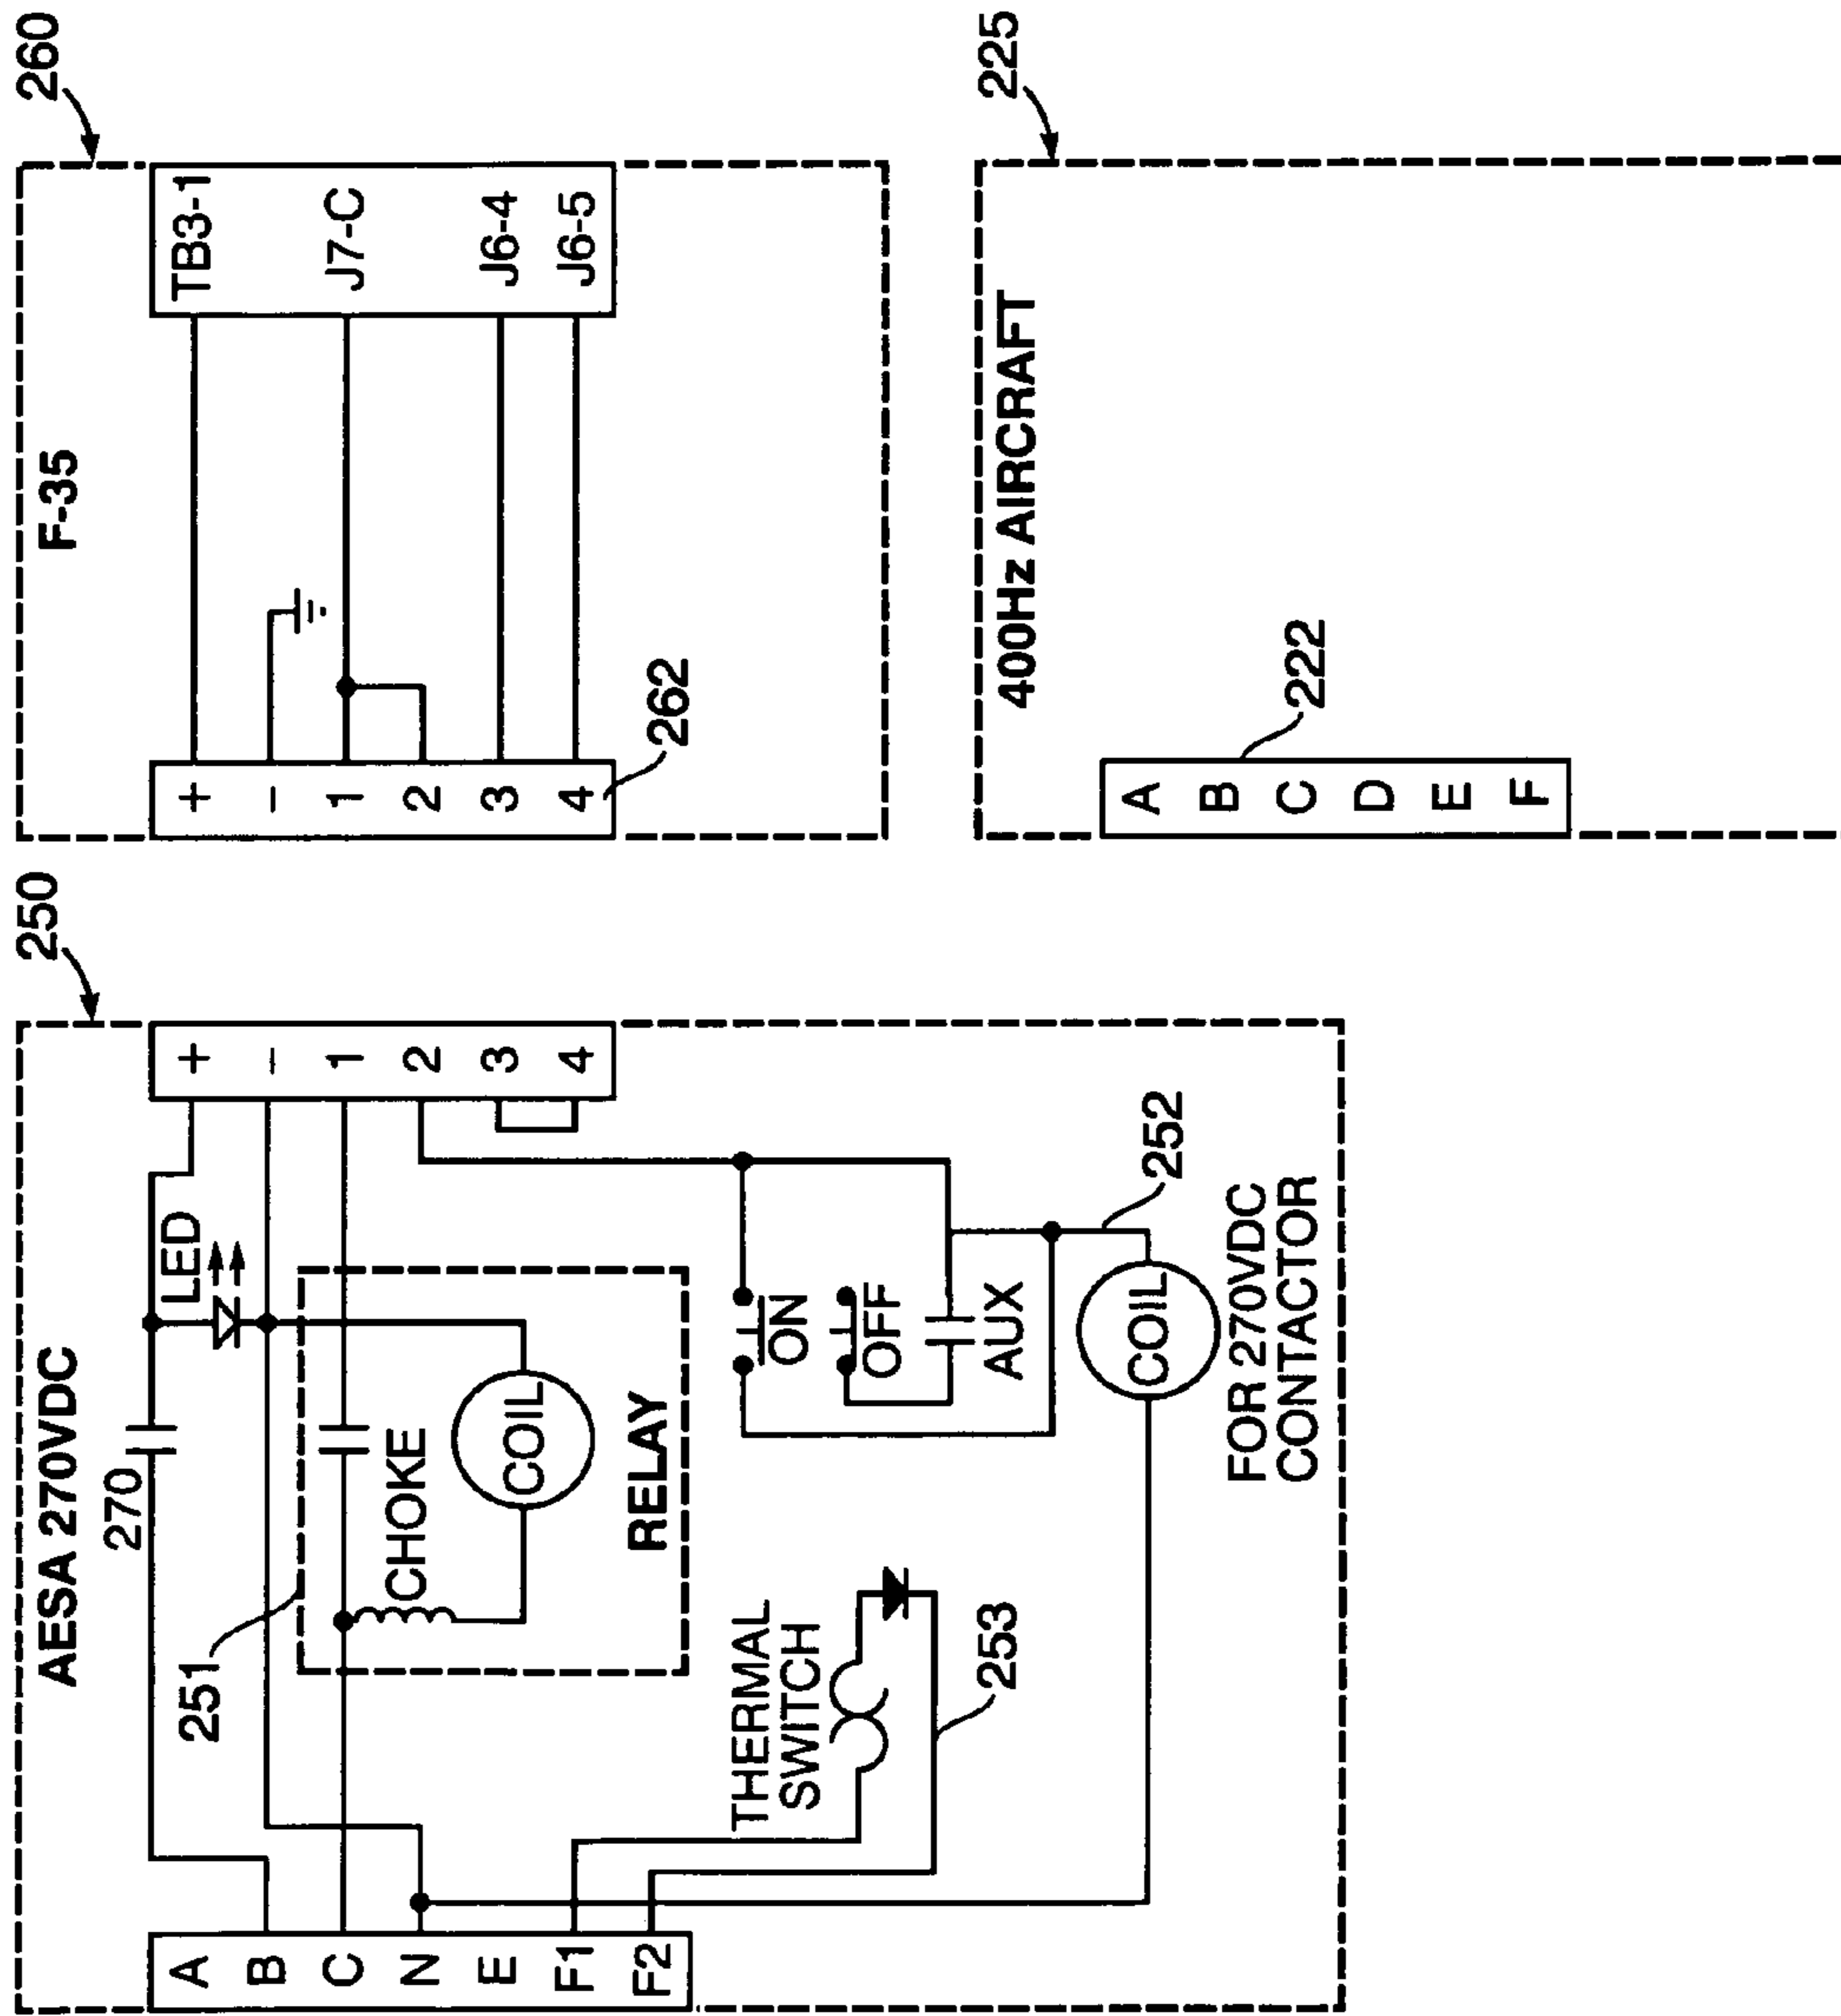 250
AESA 270VDC
270
LED
251
CHOKE
COIL
RELAY
THERMAL
SWITCH
253
ON
OFF
AUX
COIL
252
FOR 270VDC
CONTACTOR
A
B
C
N
E
F1
F2
+
−
1
2
3
4
260
F-35
+
−
1
2
3
4
TB3-1
J7-C
J6-4
J6-5
262
225
400Hz AIRCRAFT
A
B
C
D
E
F
222